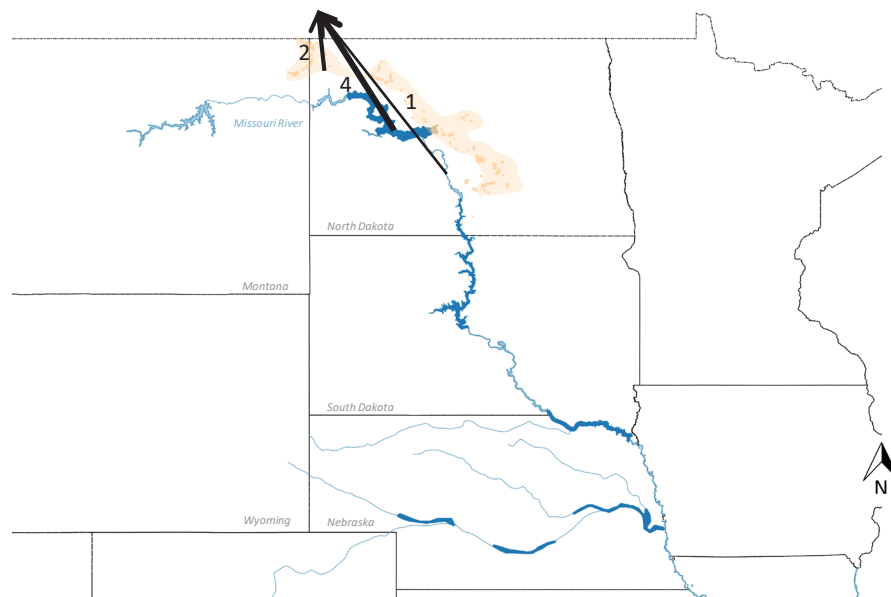 2
4
1
Missouri River
North Dakota
Montana
South Dakota
N
Wyoming
Nebraska